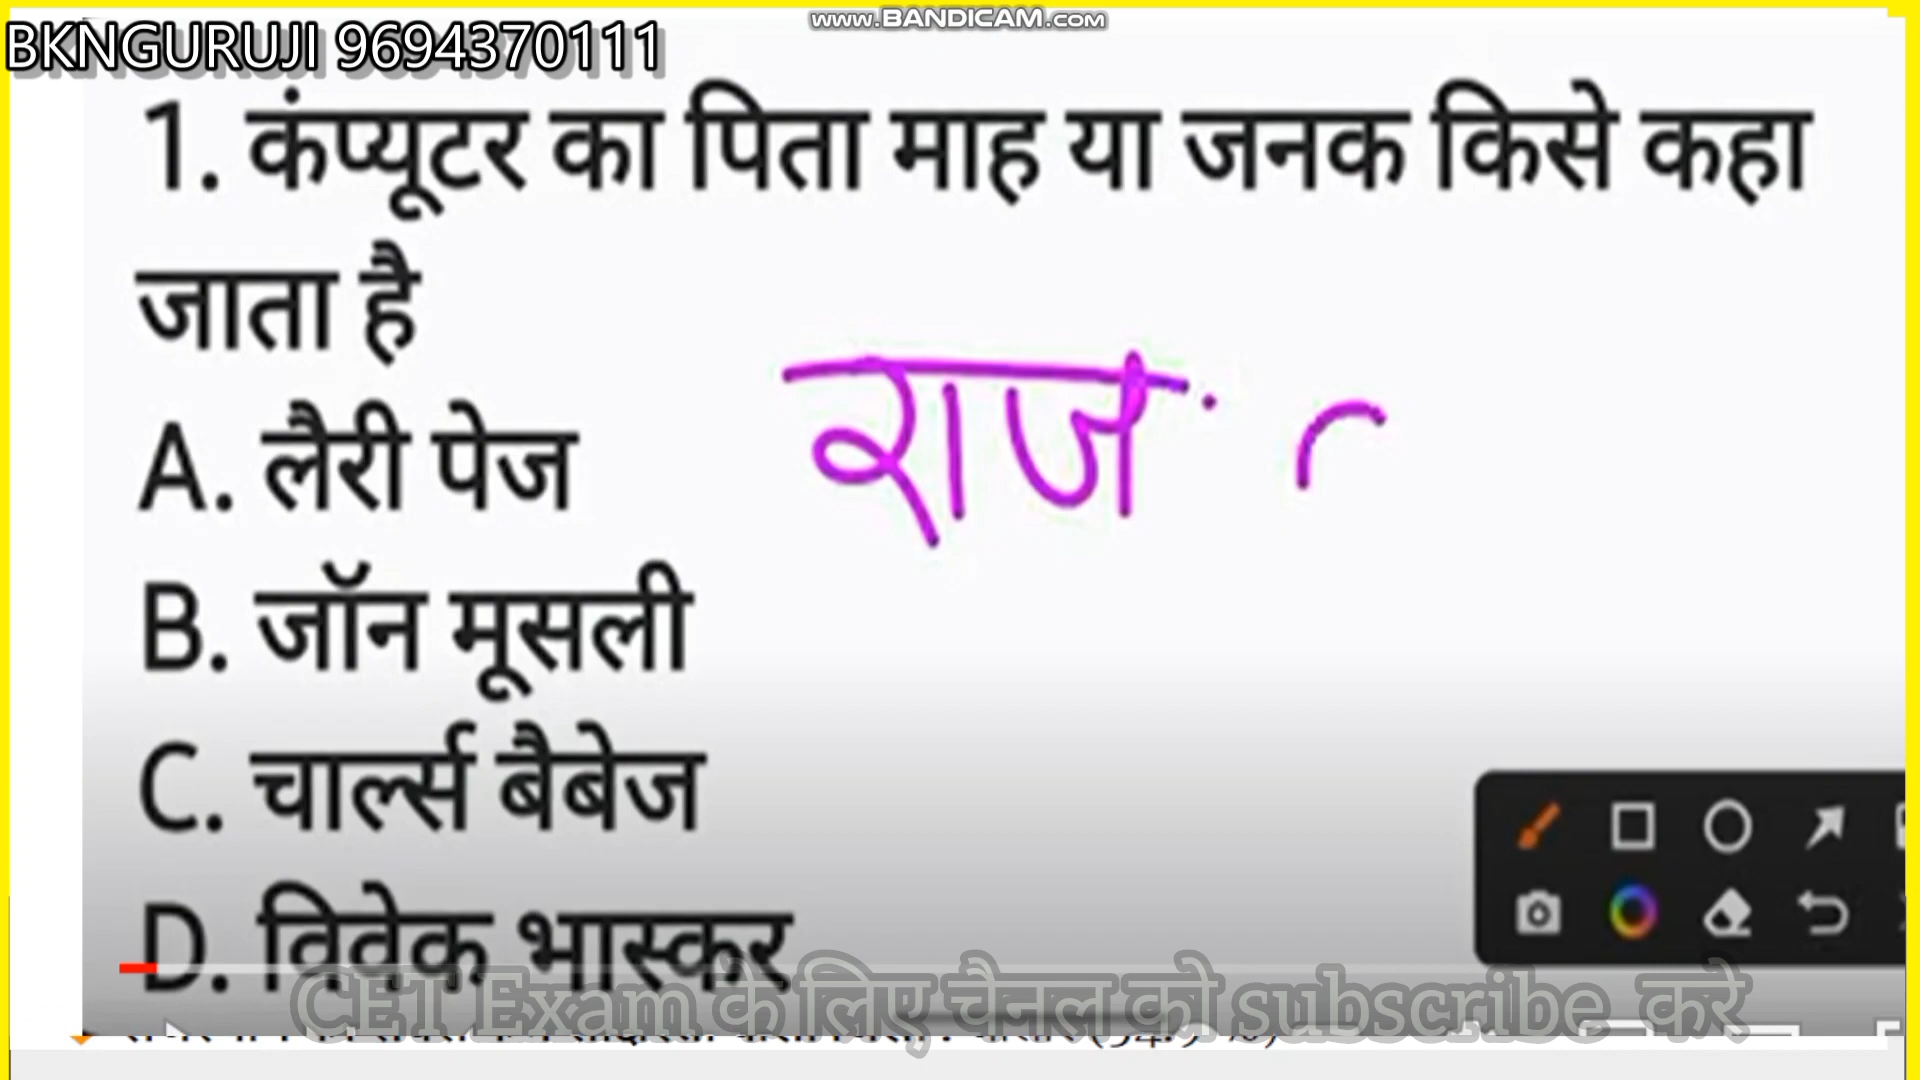 www.BANDICAM.com
BKNGURUJI 9694370111
1. कंप्यूटर का पिता माह या जनक किसे कहा
जाता है
राज
A. लैरी पेज
B. जॉन मूसली
C. चार्ल्स बैबेज
D. विवेक भास्कर
CET Exam के लिए चैनल को subscribe करे